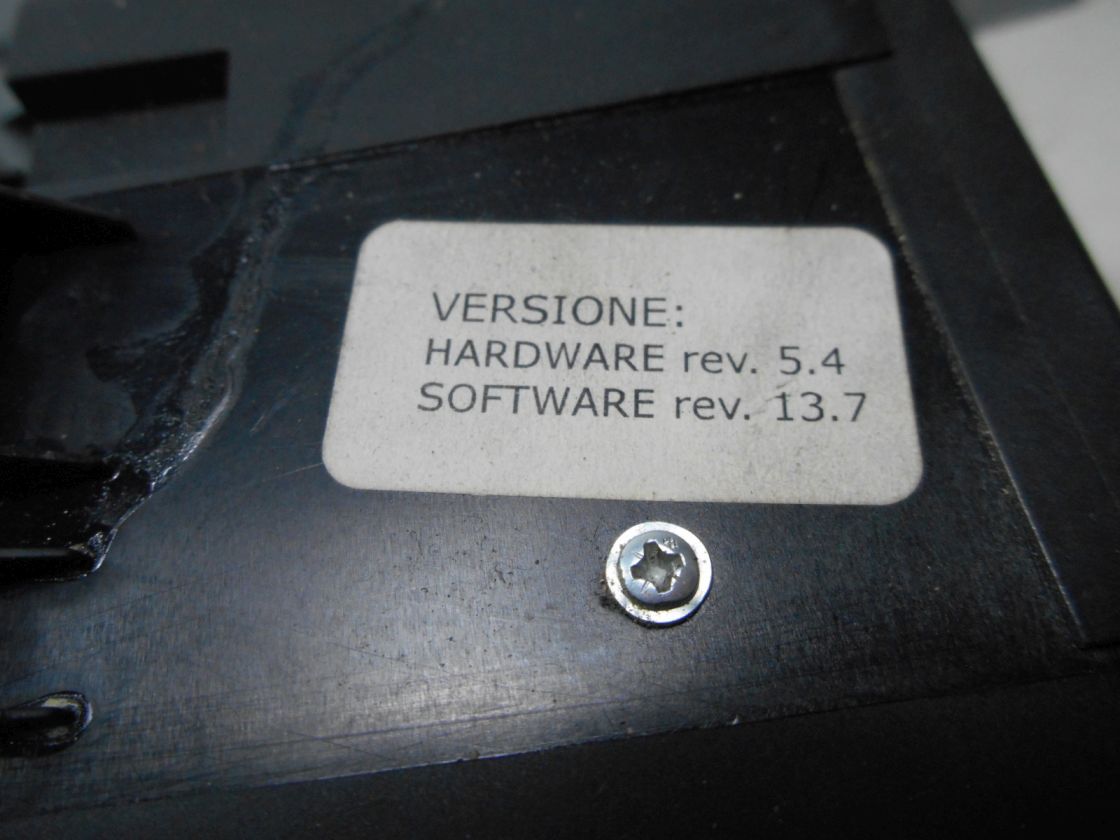 VERSIONE:
HARDWARE rev. 5.4
SOFTWARE rev. 13.7